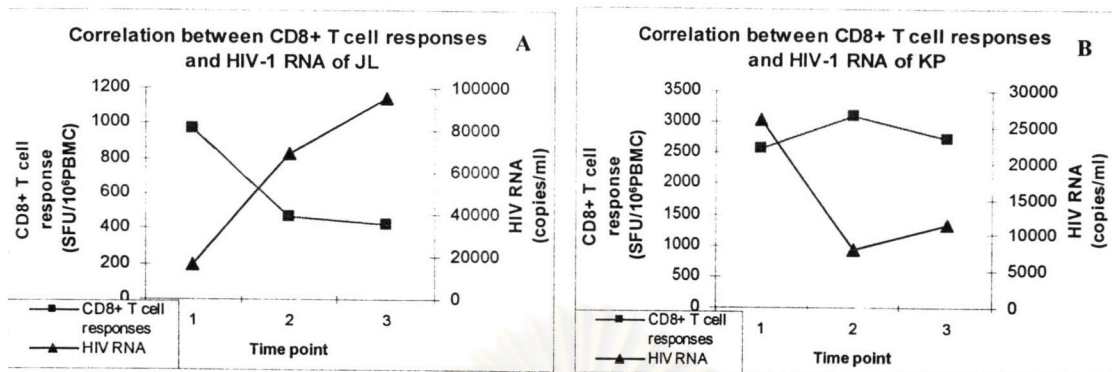 Correlation between CD8+ T cell responses
and HIV-1 RNA of JL
A
CD8+ T cell
response
(SFU/10⁶PBMC)
1200
1000
800
600
400
200
0
HIV RNA
(copies/ml)
100000
80000
60000
40000
20000
0
CD8+ T cell
responses
HIV RNA
1 2 3
Time point
Correlation between CD8+ T cell responses
and HIV-1 RNA of KP
B
CD8+ T cell
response
(SFU/10⁶PBMC)
3500
3000
2500
2000
1500
1000
500
0
HIV RNA
(copies/ml)
30000
25000
20000
15000
10000
5000
0
CD8+ T cell
responses
HIV RNA
1 2 3
Time point